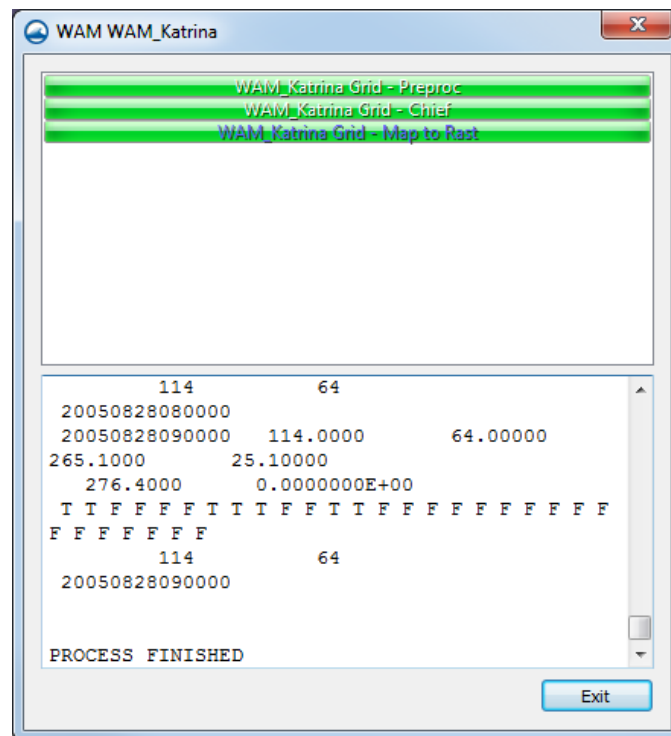 WAM WAM_Katrina
WAM_Katrina Grid - Preproc
WAM_Katrina Grid - Chief
WAM_Katrina Grid - Map to Rast
114 64
20050828080000
20050828090000 114.0000 64.00000
265.1000 25.10000
276.4000 0.0000000E+00
T T F F F F T T T F F T T F F F F F F F F F F
F F F F F F F
114 64
20050828090000
PROCESS FINISHED
Exit